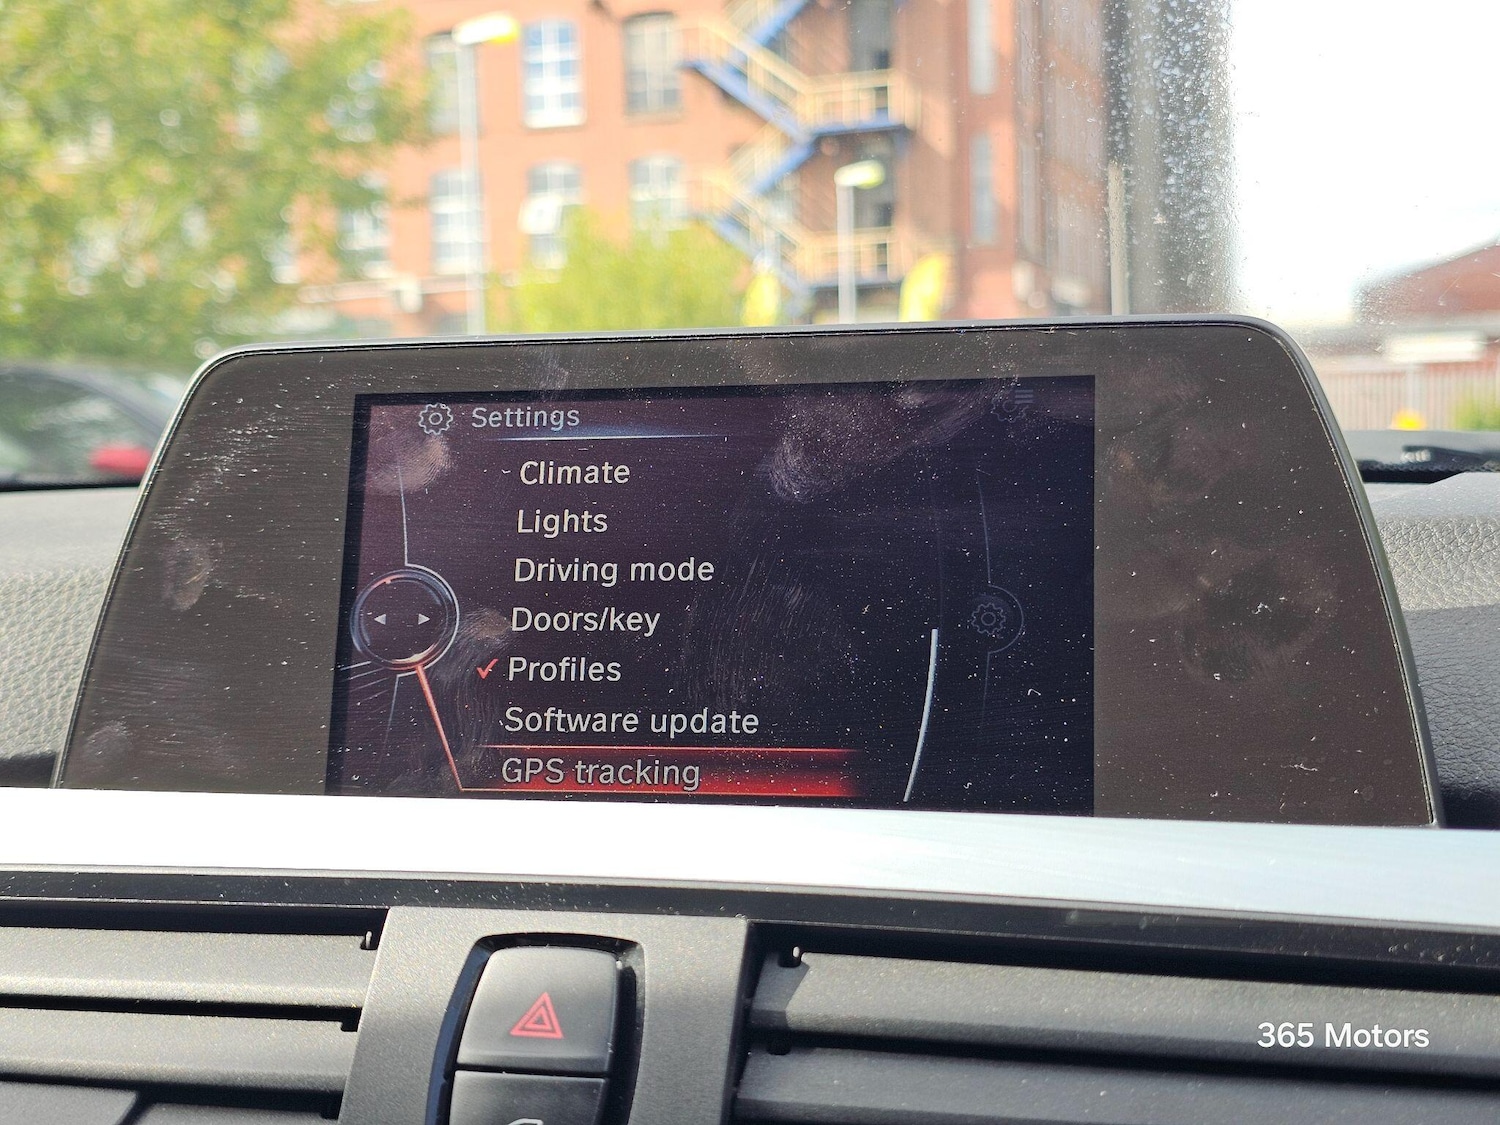 Settings
Climate
Lights
Driving mode
Doors/key
Profiles
Software update
GPS tracking
365 Motors